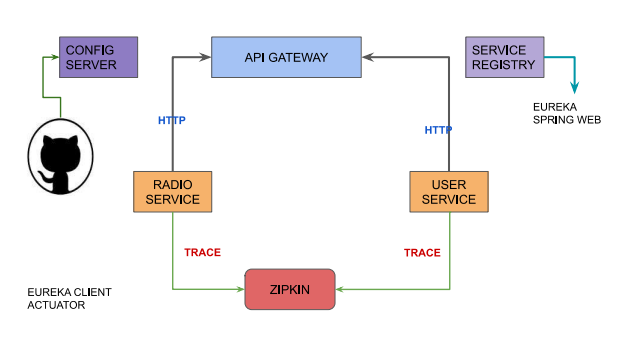 CONFIG
SERVER
API GATEWAY
SERVICE
REGISTRY
EUREKA
SPRING WEB
HTTP
HTTP
RADIO
SERVICE
USER
SERVICE
TRACE
TRACE
ZIPKIN
EUREKA CLIENT
ACTUATOR